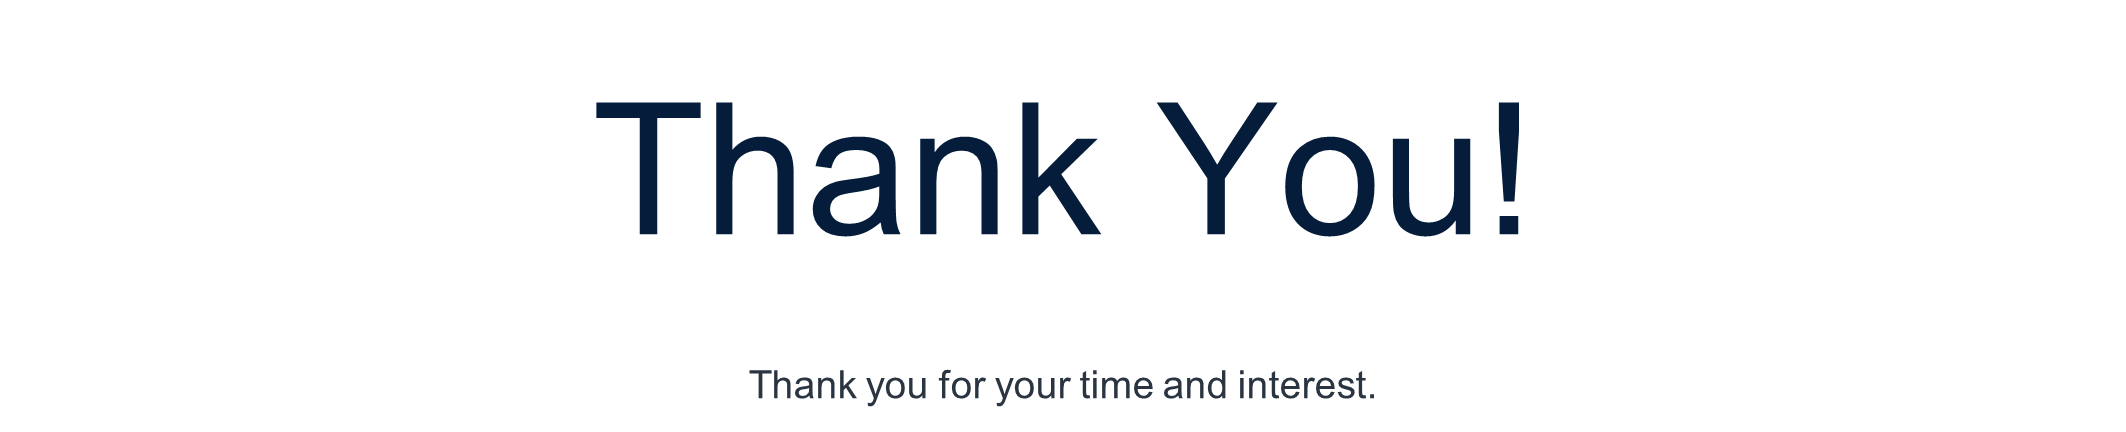 Thank You!
Thank you for your time and interest.